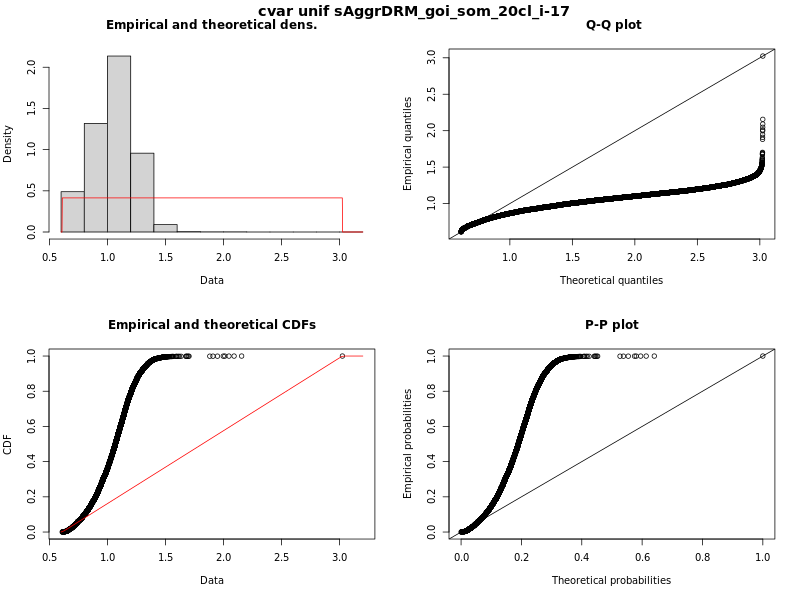 cvar unif sAggrDRM_goi_som_20cl_i-17
Empirical and theoretical dens.
Density
0.0 0.5 1.0 1.5 2.0
0.5 1.0 1.5 2.0 2.5 3.0
Data
Q-Q plot
Empirical quantiles
1.0 1.5 2.0 2.5 3.0
1.0 1.5 2.0 2.5 3.0
Theoretical quantiles
Empirical and theoretical CDFs
CDF
0.0 0.2 0.4 0.6 0.8 1.0
0.5 1.0 1.5 2.0 2.5 3.0
Data
P-P plot
Empirical probabilities
0.0 0.2 0.4 0.6 0.8 1.0
0.0 0.2 0.4 0.6 0.8 1.0
Theoretical probabilities